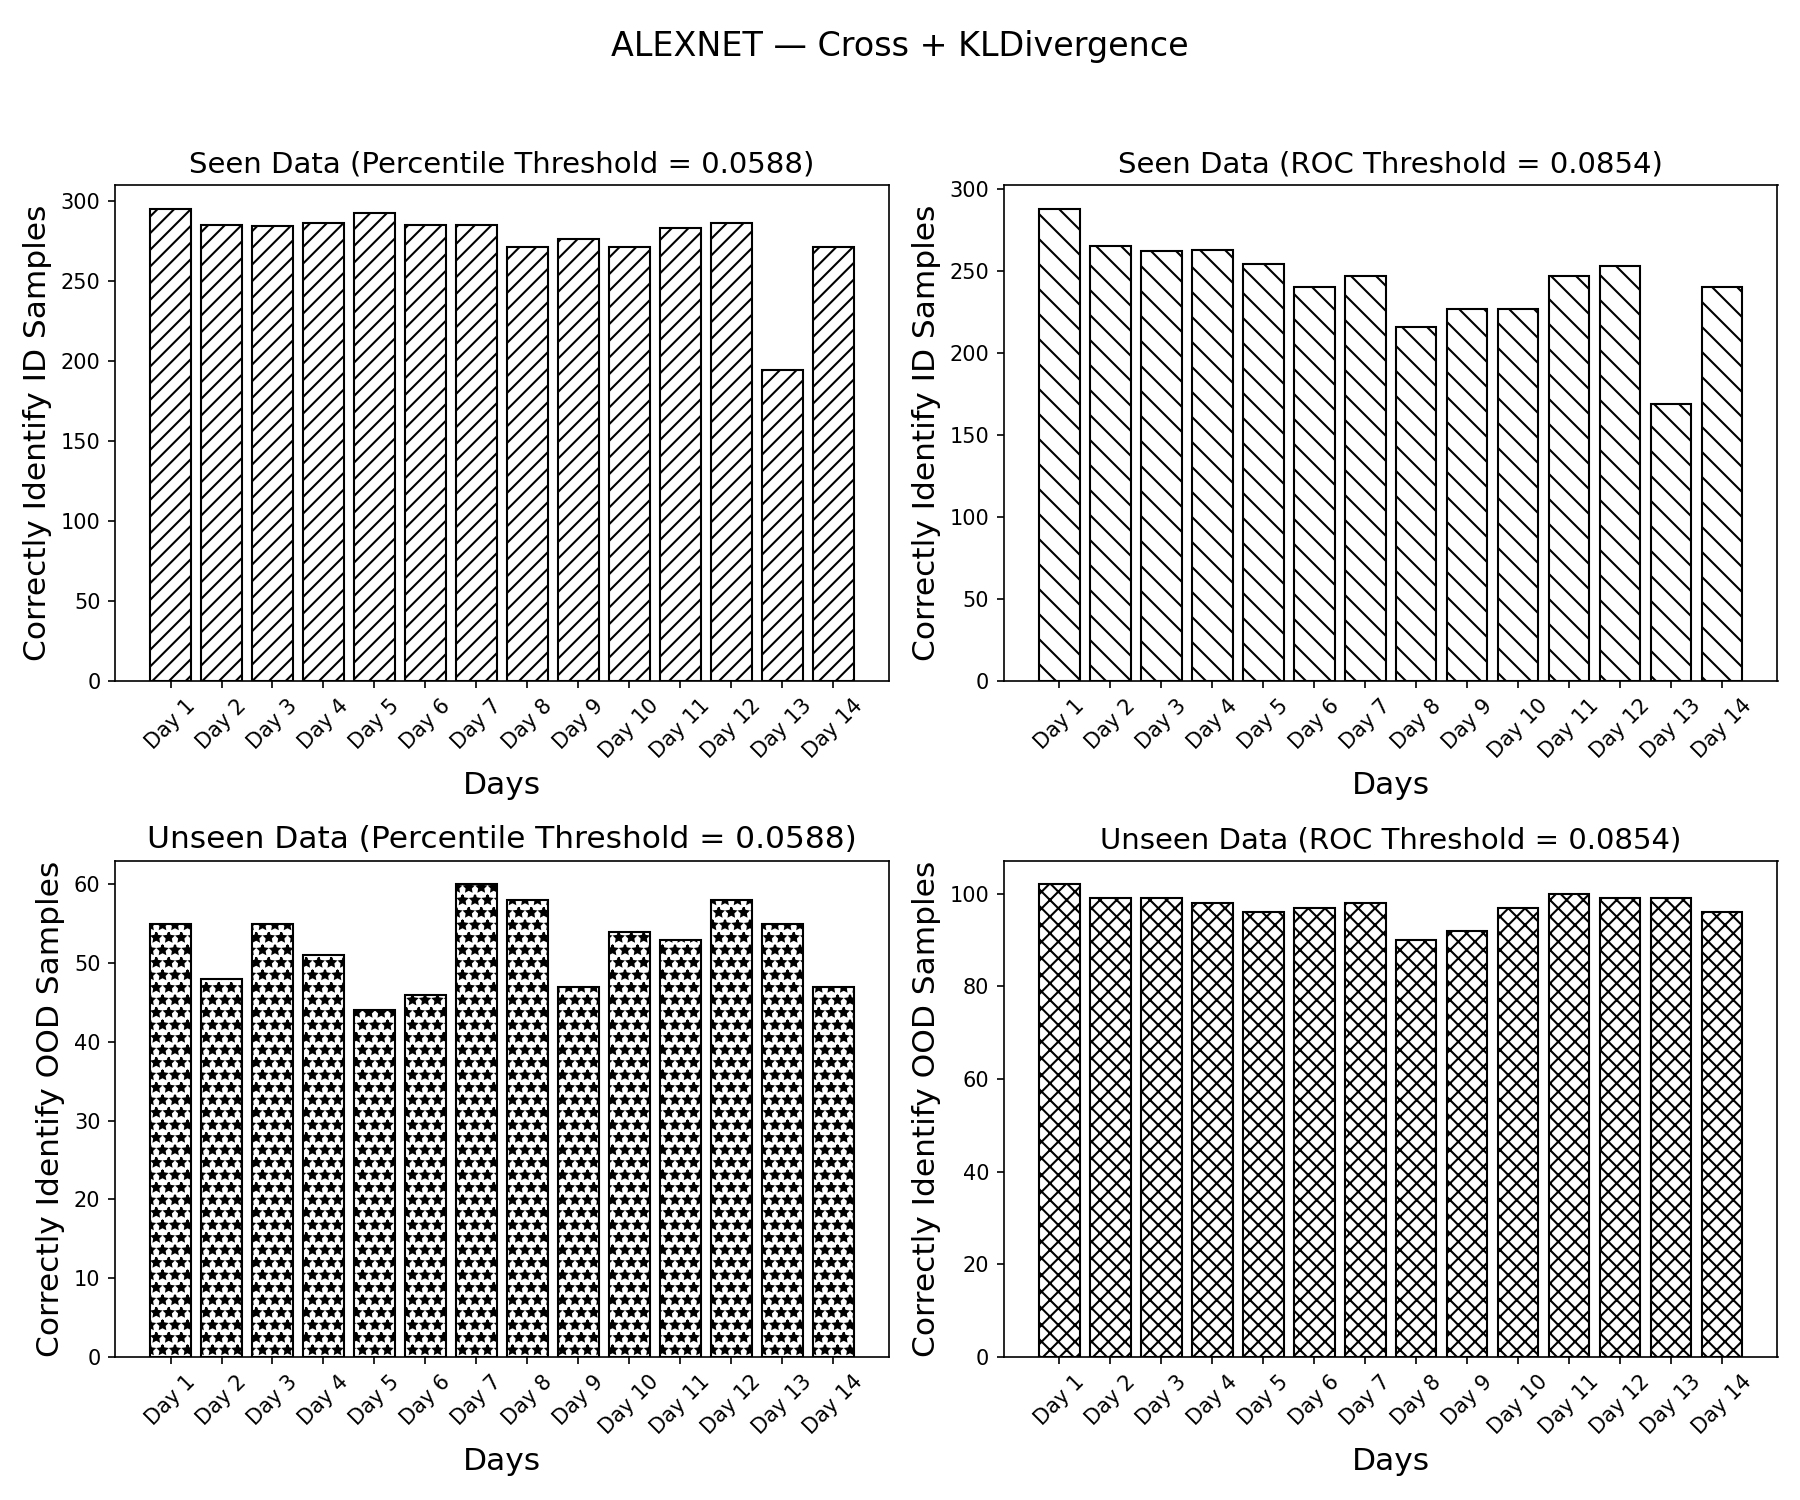 ALEXNET — Cross + KLDivergence
Seen Data (Percentile Threshold = 0.0588)
Correctly Identify ID Samples
300
250
200
150
100
50
0
Day 1 Day 2 Day 3 Day 4 Day 5 Day 6 Day 7 Day 8 Day 9 Day 10 Day 11 Day 12 Day 13 Day 14
Days
Seen Data (ROC Threshold = 0.0854)
Correctly Identify ID Samples
300
250
200
150
100
50
0
Day 1 Day 2 Day 3 Day 4 Day 5 Day 6 Day 7 Day 8 Day 9 Day 10 Day 11 Day 12 Day 13 Day 14
Days
Unseen Data (Percentile Threshold = 0.0588)
Correctly Identify OOD Samples
60
50
40
30
20
10
0
Day 1 Day 2 Day 3 Day 4 Day 5 Day 6 Day 7 Day 8 Day 9 Day 10 Day 11 Day 12 Day 13 Day 14
Days
Unseen Data (ROC Threshold = 0.0854)
Correctly Identify OOD Samples
100
80
60
40
20
0
Day 1 Day 2 Day 3 Day 4 Day 5 Day 6 Day 7 Day 8 Day 9 Day 10 Day 11 Day 12 Day 13 Day 14
Days